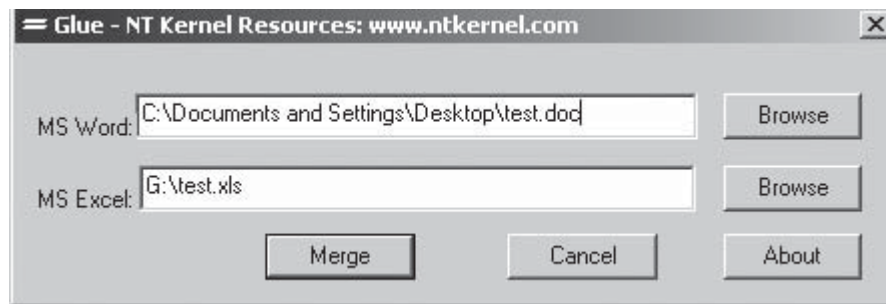 Glue - NT Kernel Resources: www.ntkernel.com
MS Word: C:\Documents and Settings\Desktop\test.doc Browse
MS Excel: G:\test.xls Browse
Merge Cancel About